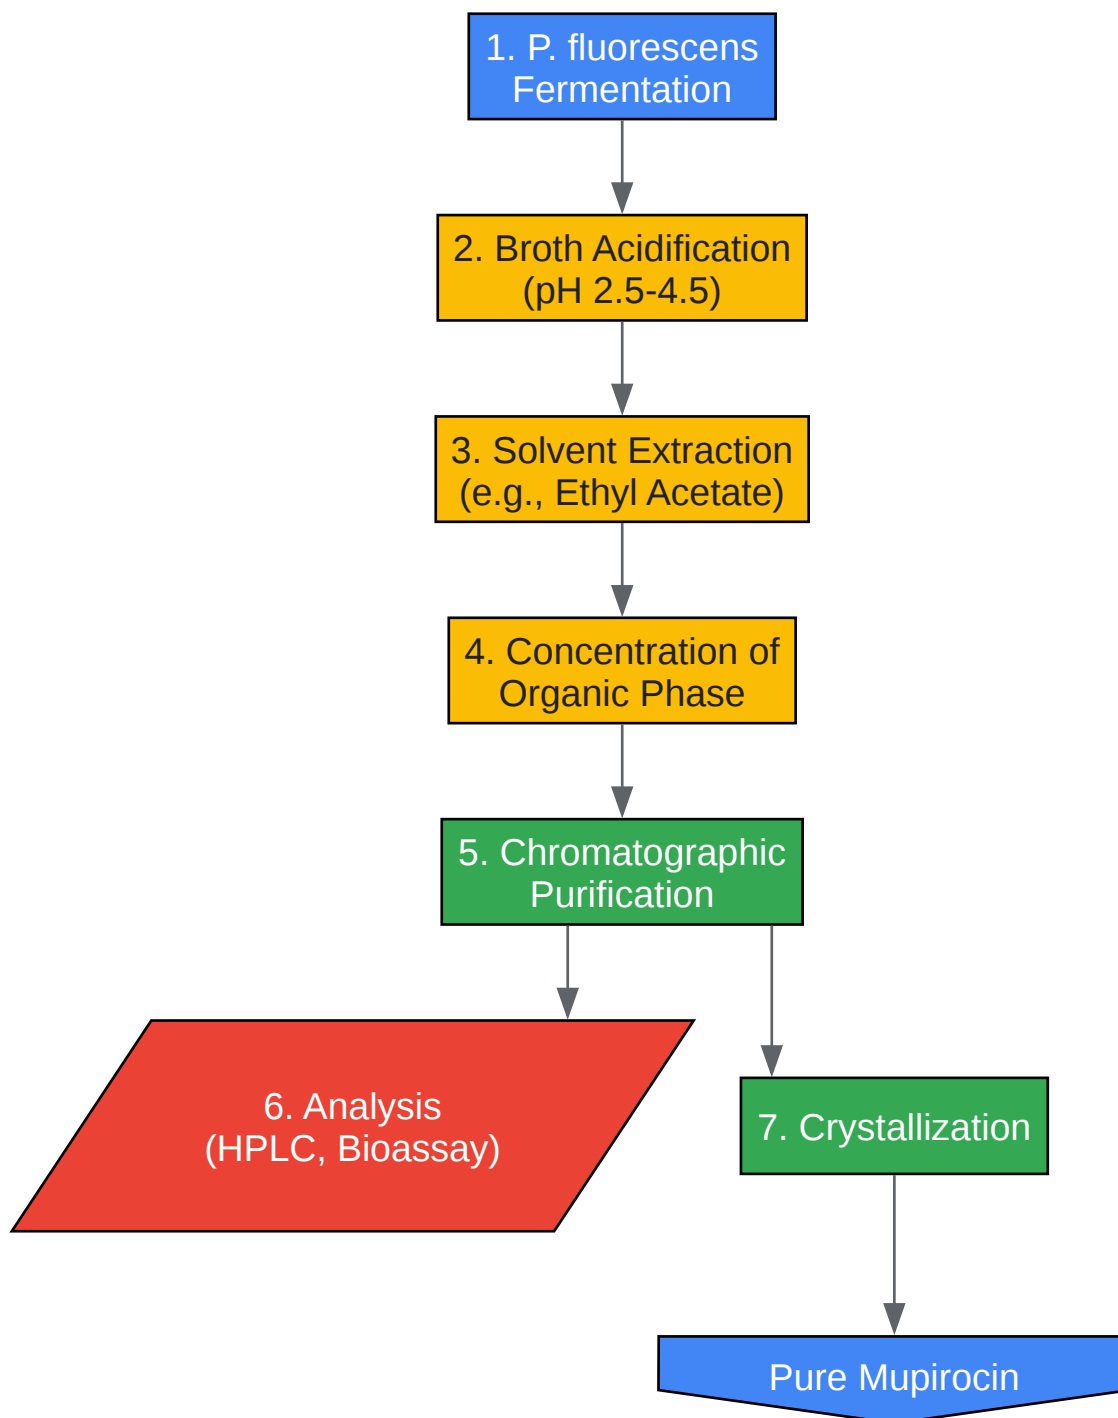 1. P. fluorescens
Fermentation
2. Broth Acidification
(pH 2.5-4.5)
3. Solvent Extraction
(e.g., Ethyl Acetate)
4. Concentration of
Organic Phase
5. Chromatographic
Purification
6. Analysis
(HPLC, Bioassay)
7. Crystallization
Pure Mupirocin